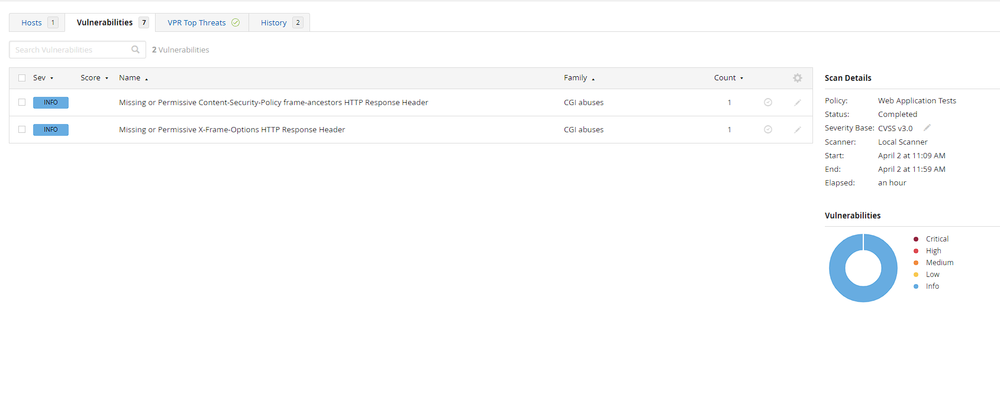 Hosts 1 Vulnerabilities 7 VPR Top Threats History 2
Search Vulnerabilities 2 Vulnerabilities
Sev Score Name Family Count
INFO Missing or Permissive Content-Security-Policy frame-ancestors HTTP Response Header CGI abuses 1
INFO Missing or Permissive X-Frame-Options HTTP Response Header CGI abuses 1
Scan Details
Policy: Web Application Tests
Status: Completed
Severity Base: CVSS v3.0
Scanner: Local Scanner
Start: April 2 at 11:09 AM
End: April 2 at 11:59 AM
Elapsed: an hour
Vulnerabilities
Critical
High
Medium
Low
Info